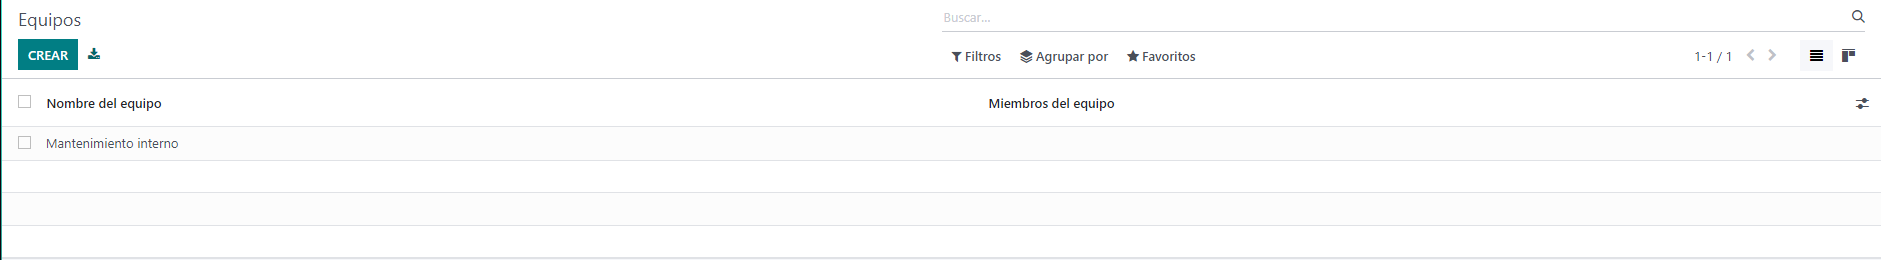 Equipos
Buscar...
CREAR
Filtros Agrupar por Favoritos
1-1 / 1
Nombre del equipo Miembros del equipo
Mantenimiento interno